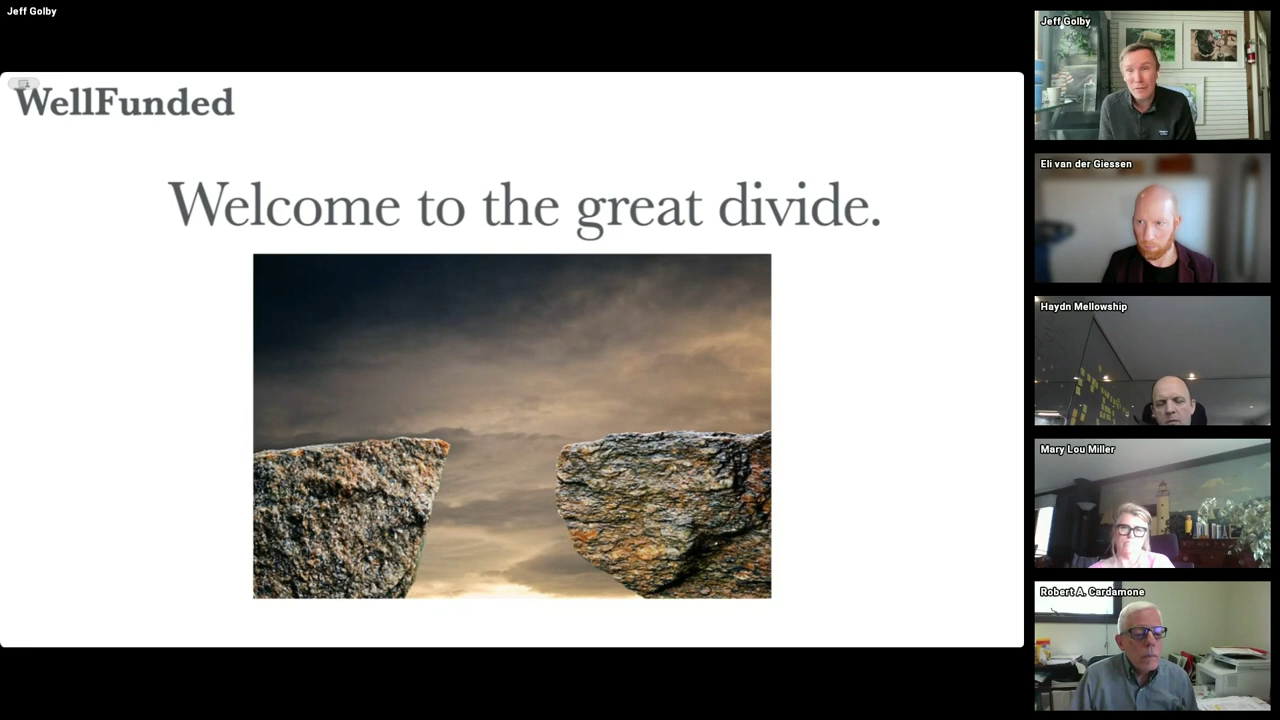 Jeff Golby
WellFunded
Welcome to the great divide.
Jeff Golby
Eli van der Giessen
Haydn Mellowship
Mary Lou Miller
Robert A. Cardamone